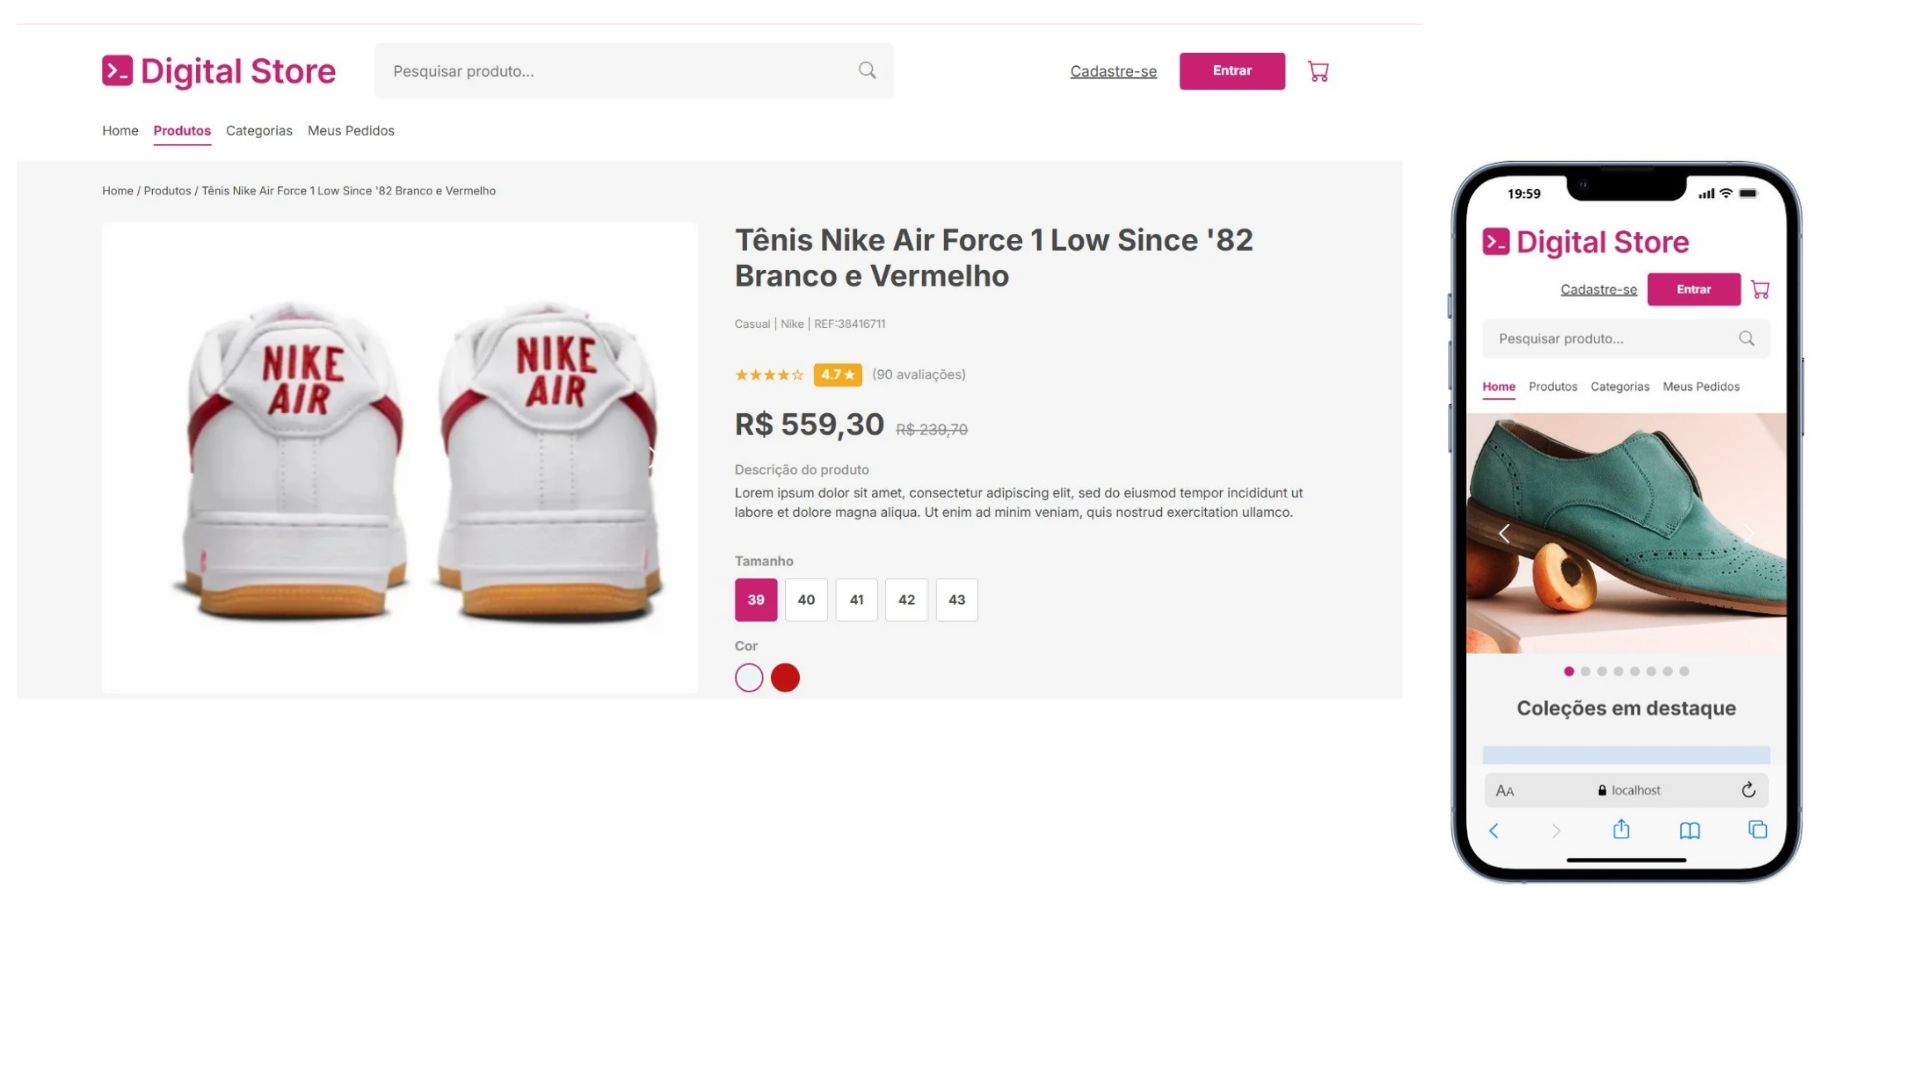 Digital Store
Pesquisar produto...
Cadastre-se
Entrar
Home Produtos Categorias Meus Pedidos
Home / Produtos / Tênis Nike Air Force 1 Low Since '82 Branco e Vermelho
NIKE
AIR
NIKE
AIR
Tênis Nike Air Force 1 Low Since '82
Branco e Vermelho
Casual | Nike | REF:38416711
★★★★☆ 4.7 ★ (90 avaliações)
R$ 559,30 R$ 239,70
Descrição do produto
Lorem ipsum dolor sit amet, consectetur adipiscing elit, sed do eiusmod tempor incididunt ut
labore et dolore magna aliqua. Ut enim ad minim veniam, quis nostrud exercitation ullamco.
Tamanho
39 40 41 42 43
Cor
19:59
Digital Store
Cadastre-se Entrar
Pesquisar produto...
Home Produtos Categorias Meus Pedidos
Coleções em destaque
AA localhost